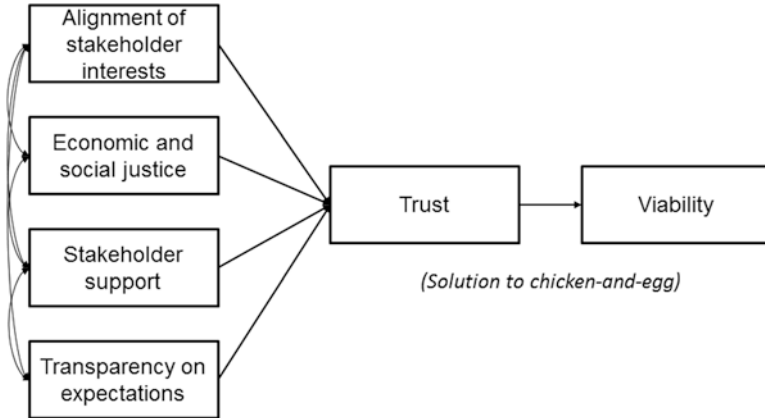 Alignment of
stakeholder
interests
Economic and
social justice
Trust
Viability
Stakeholder
support
(Solution to chicken-and-egg)
Transparency on
expectations